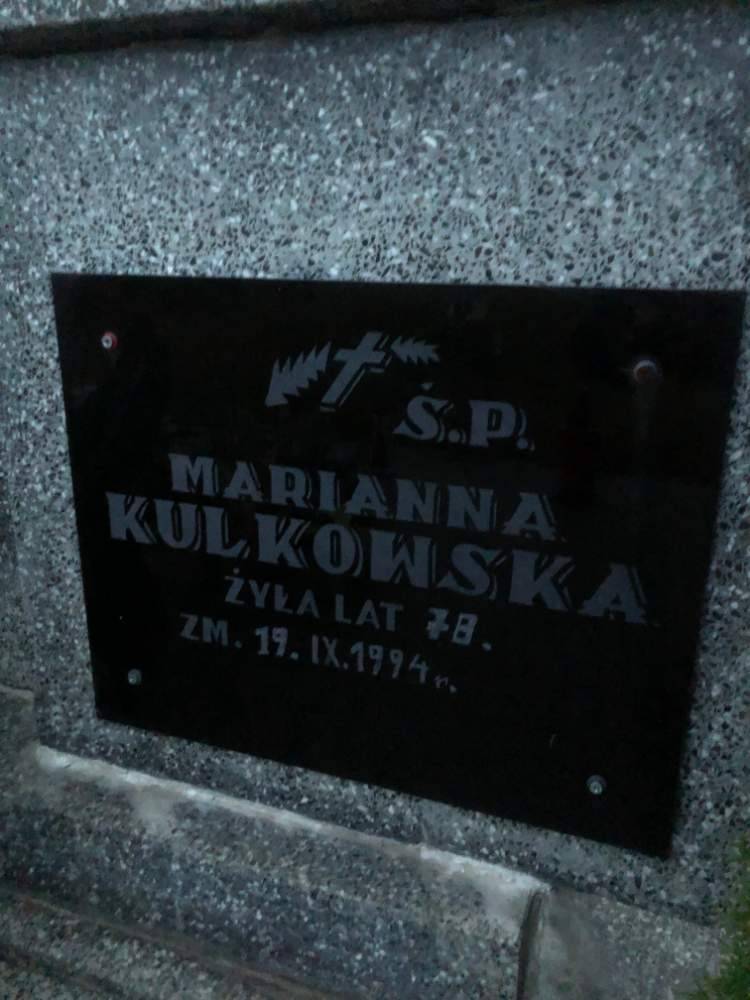 Ś.P.
MARIANNA
KULKOWSKA
ŻYŁA LAT 78.
ZM. 19.IX.1994r.